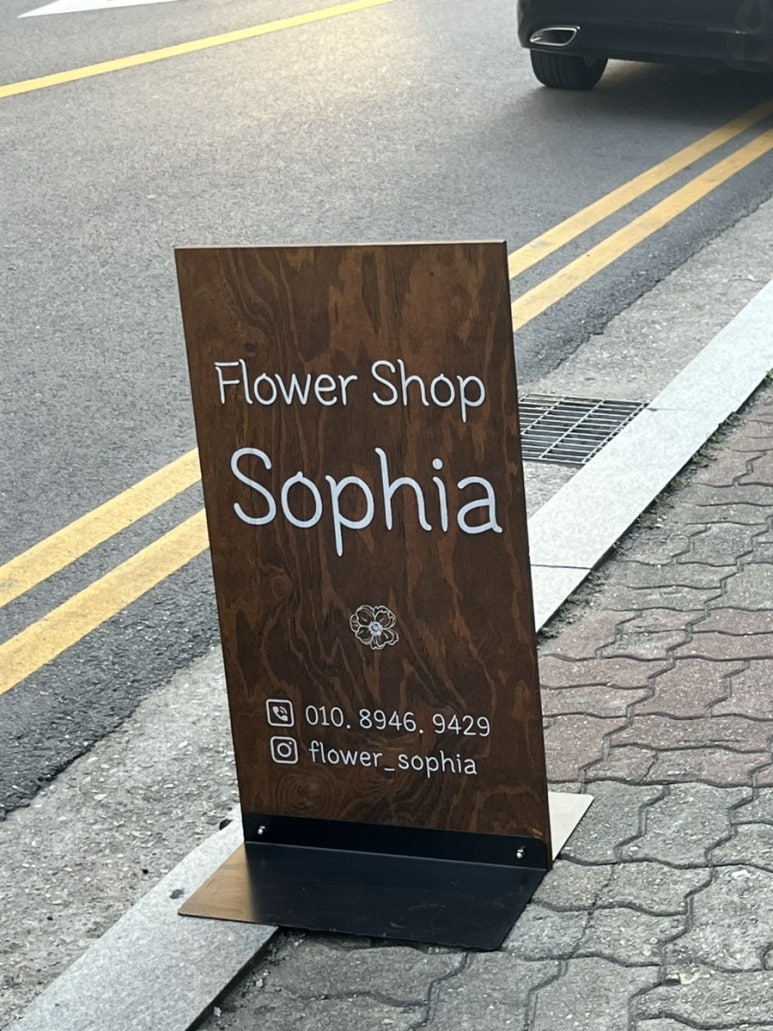 Flower Shop
Sophia
010. 8946. 9429
flower_sophia